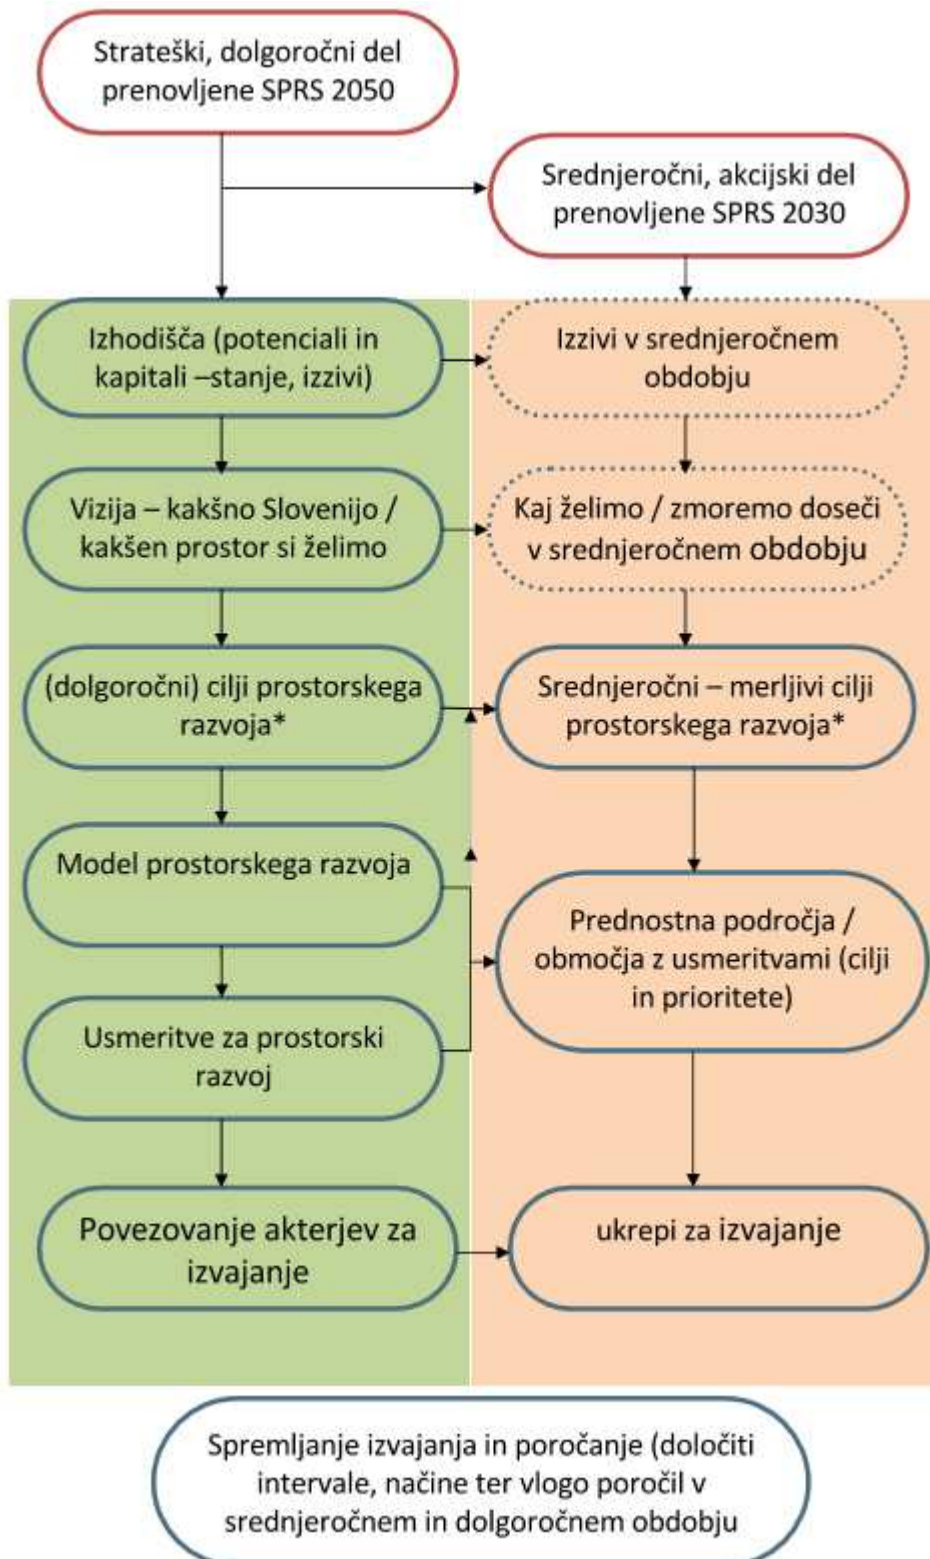 Strateški, dolgoročni del
prenovljene SPRS 2050
Srednjeročni, akcijski del
prenovljene SPRS 2030
Izhodišča (potenciali in
kapitali –stanje, izzivi)
Izzivi v srednjeročnem
obdobju
Vizija – kakšno Slovenijo /
kakšen prostor si želimo
Kaj želimo / zmoremo doseči
v srednjeročnem obdobju
(dolgoročni) cilji prostorskega
razvoja*
Srednjeročni – merljivi cilji
prostorskega razvoja*
Model prostorskega razvoja
Prednostna področja /
območja z usmeritvami (cilji
in prioritete)
Usmeritve za prostorski
razvoj
Povezovanje akterjev za
izvajanje
ukrepi za izvajanje
Spremljanje izvajanja in poročanje (določiti
intervale, načine ter vlogo poročil v
srednjeročnem in dolgoročnem obdobju